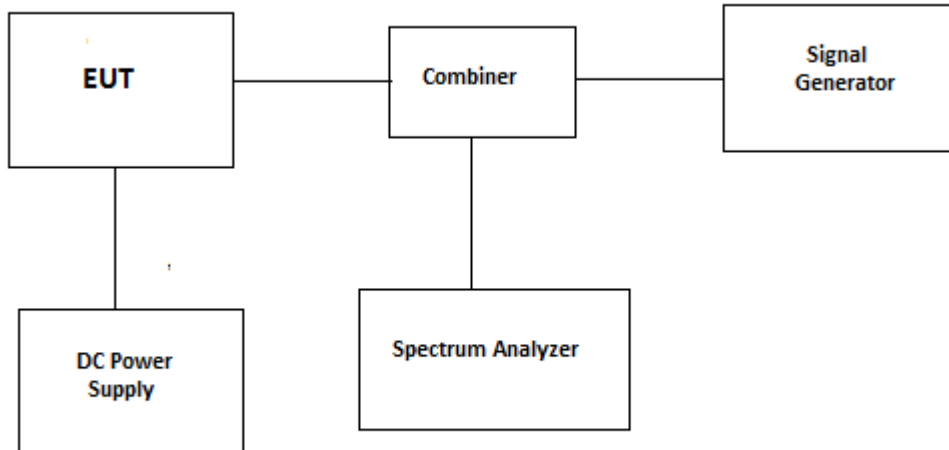 EUT
Combiner
Signal
Generator
DC Power
Supply
Spectrum Analyzer